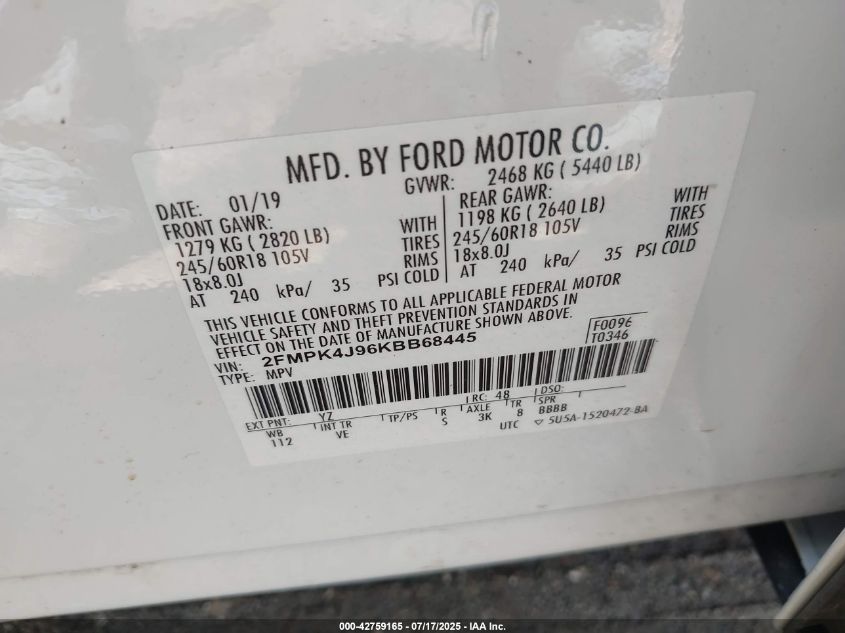 MFD. BY FORD MOTOR CO.
DATE: 01/19 GVWR: 2468 KG ( 5440 LB)
FRONT GAWR: REAR GAWR:
1279 KG ( 2820 LB) WITH 1198 KG ( 2640 LB) WITH
245/60R18 105V TIRES 245/60R18 105V TIRES
18x8.0J RIMS 18x8.0J RIMS
AT 240 kPa/ 35 PSI COLD AT 240 kPa/ 35 PSI COLD
THIS VEHICLE CONFORMS TO ALL APPLICABLE FEDERAL MOTOR
VEHICLE SAFETY AND THEFT PREVENTION STANDARDS IN
EFFECT ON THE DATE OF MANUFACTURE SHOWN ABOVE.
VIN: 2FMPK4J96KBB68445 F0096
TYPE: MPV T0346
EXT PNT: YZ RC: 48 DSO:
WB INT TR TP/PS R AXLE TR SPR
112 VE S 3K 8 BBBB
UTC ▽ 5U5A-1520472-BA
000-42759165 - 07/17/2025 - IAA Inc.